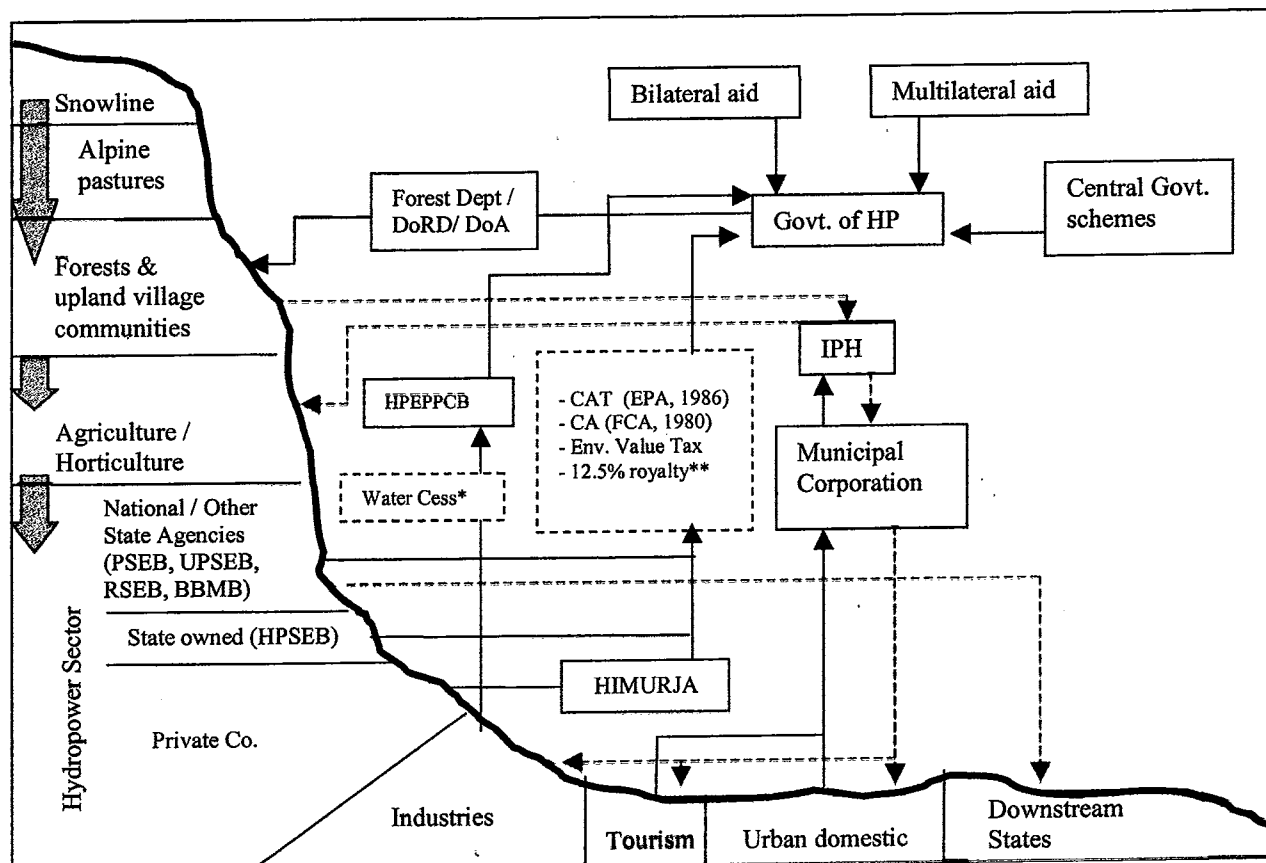 Bilateral aid
Multilateral aid
Snowline
Alpine
pastures
Forest Dept /
DoRD/ DoA
Govt. of HP
Central Govt.
schemes
Forests &
upland village
communities
IPH
HPEPPCB
- CAT (EPA, 1986)
- CA (FCA, 1980)
- Env. Value Tax
- 12.5% royalty**
Municipal
Corporation
Agriculture /
Horticulture
Water Cess*
National / Other
State Agencies
(PSEB, UPSEB,
RSEB, BBMB)
State owned (HPSEB)
Hydropower Sector
HIMURJA
Private Co.
Industries
Tourism
Urban domestic
Downstream
States